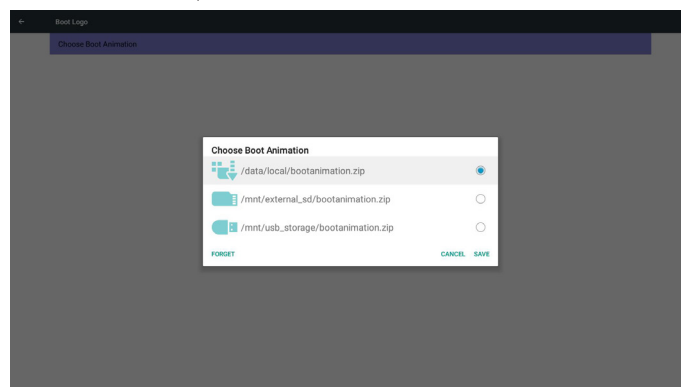 Boot Logo
Choose Boot Animation
Choose Boot Animation
/data/local/bootanimation.zip
/mnt/external_sd/bootanimation.zip
/mnt/usb_storage/bootanimation.zip
FORGET CANCEL SAVE